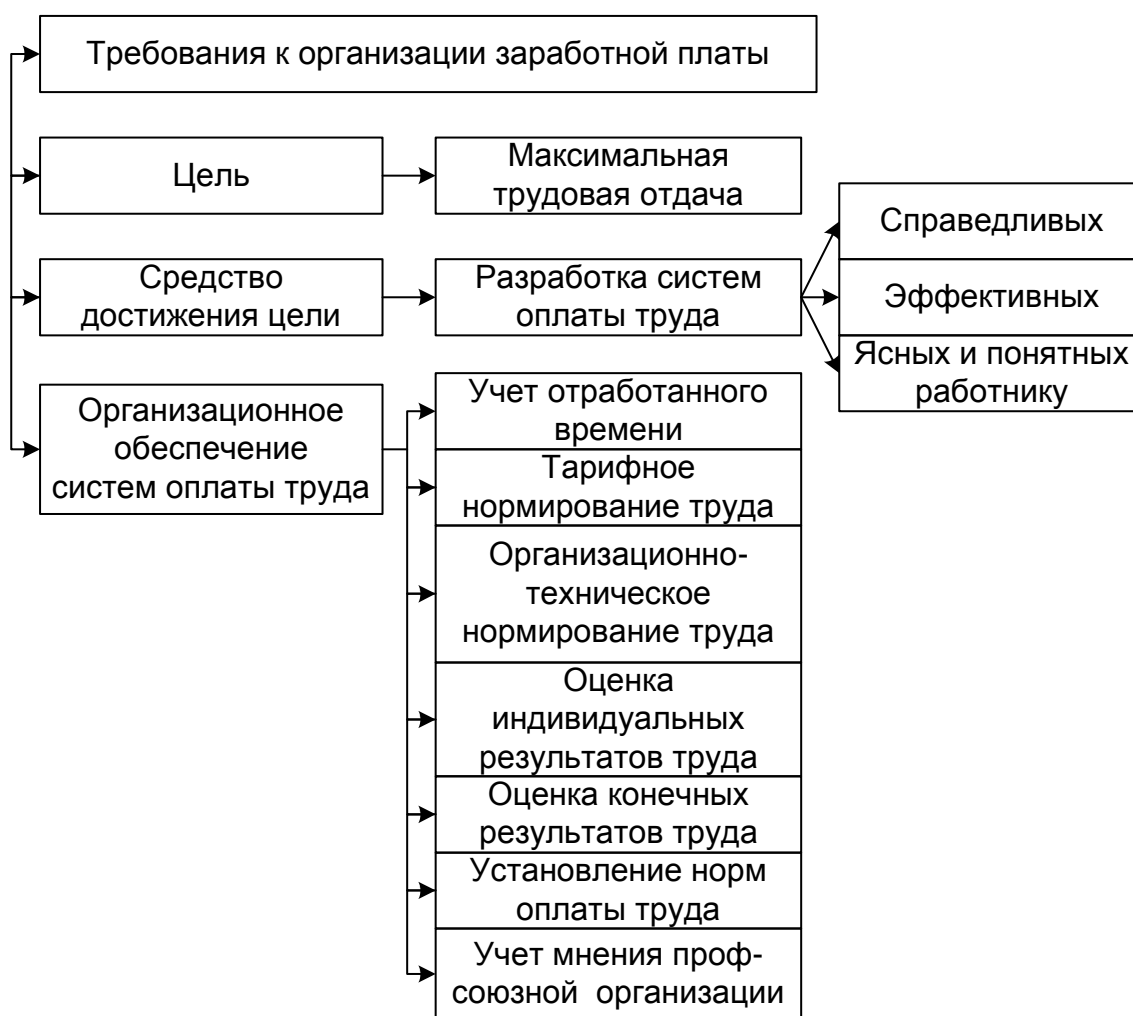 Требования к организации заработной платы
Цель
Максимальная
трудовая отдача
Средство
достижения цели
Разработка систем
оплаты труда
Справедливых
Эффективных
Ясных и понятных
работнику
Организационное
обеспечение
систем оплаты труда
Учет отработанного
времени
Тарифное
нормирование труда
Организационно-
техническое
нормирование труда
Оценка
индивидуальных
результатов труда
Оценка конечных
результатов труда
Установление норм
оплаты труда
Учет мнения проф-
союзной организации